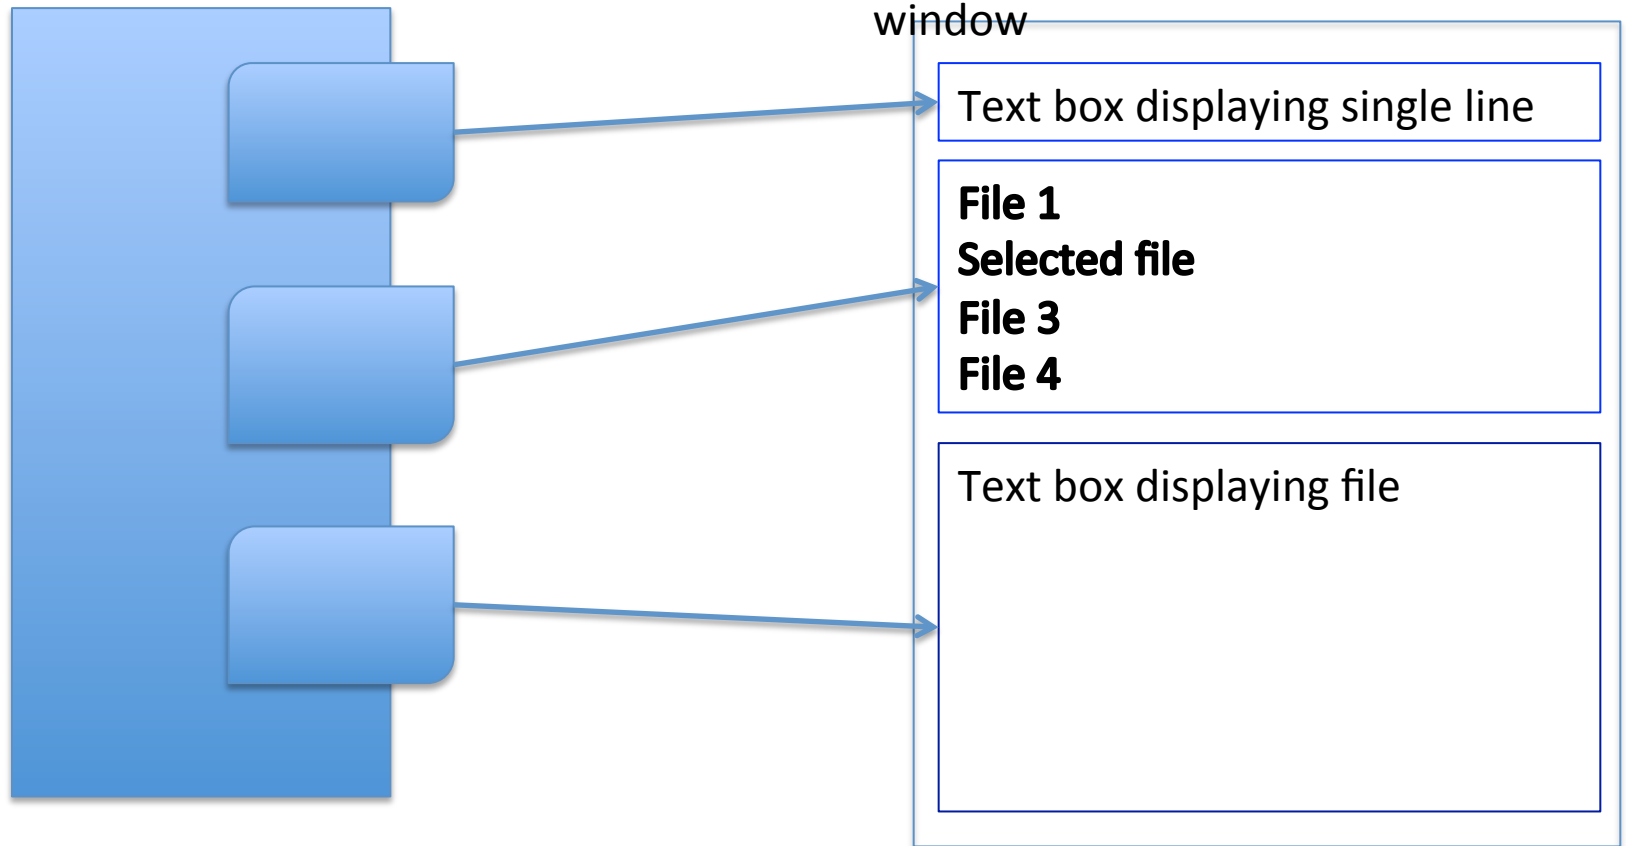 window
Text box displaying single line
File 1
Selected file
File 3
File 4
Text box displaying file